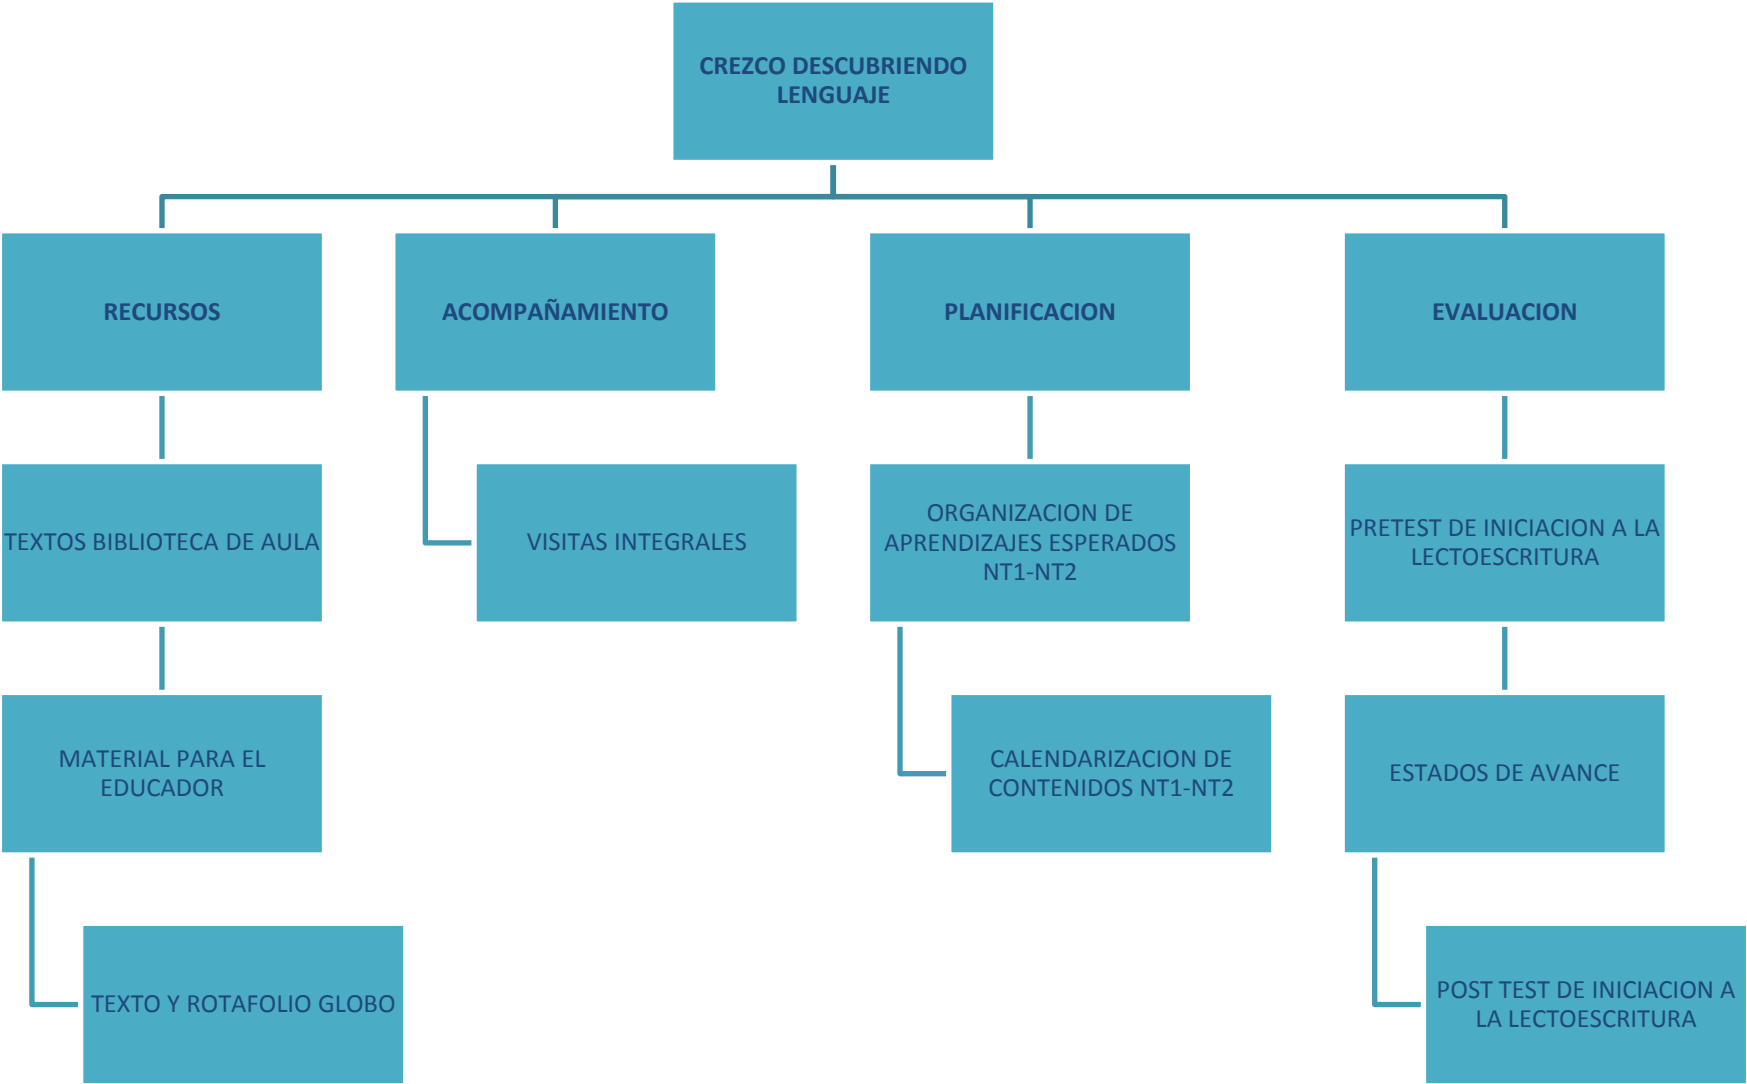 CREZCO DESCUBRIENDO
LENGUAJE
RECURSOS
ACOMPAÑAMIENTO
PLANIFICACION
EVALUACION
TEXTOS BIBLIOTECA DE AULA
VISITAS INTEGRALES
ORGANIZACION DE
APRENDIZAJES ESPERADOS
NT1-NT2
PRETEST DE INICIACION A LA
LECTOESCRITURA
MATERIAL PARA EL
EDUCADOR
CALENDARIZACION DE
CONTENIDOS NT1-NT2
ESTADOS DE AVANCE
TEXTO Y ROTAFOLIO GLOBO
POST TEST DE INICIACION A
LA LECTOESCRITURA